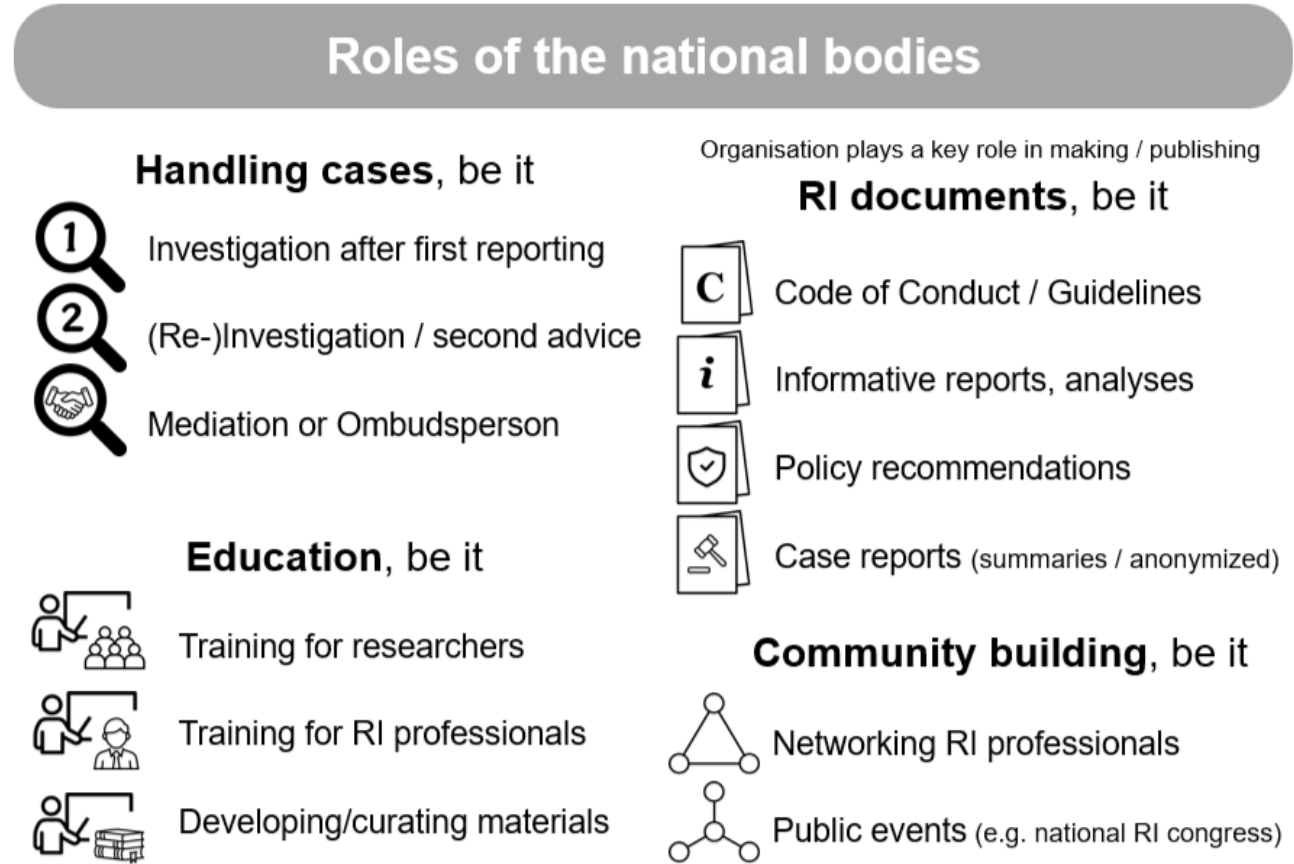 Roles of the national bodies
Handling cases, be it
1
Investigation after first reporting
2
(Re-)Investigation / second advice
Mediation or Ombudsperson
Education, be it
Training for researchers
Training for RI professionals
Developing/curating materials
Organisation plays a key role in making / publishing
RI documents, be it
C
Code of Conduct / Guidelines
i
Informative reports, analyses
Policy recommendations
Case reports (summaries / anonymized)
Community building, be it
Networking RI professionals
Public events (e.g. national RI congress)